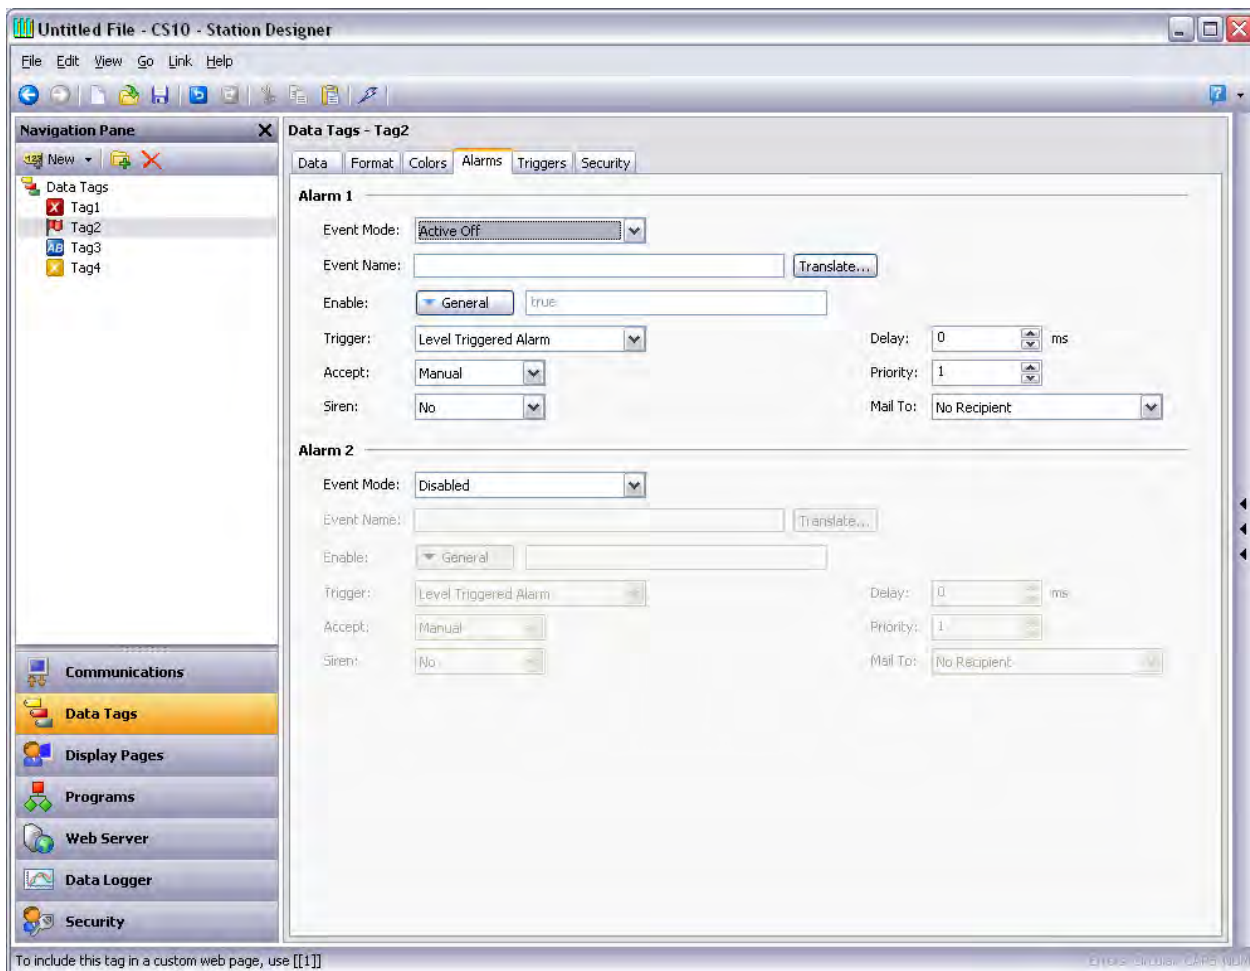 Untitled File - CS10 - Station Designer
File Edit View Go Link Help
Navigation Pane
New
Data Tags
Tag1
Tag2
Tag3
Tag4
Communications
Data Tags
Display Pages
Programs
Web Server
Data Logger
Security
Data Tags - Tag2
Data Format Colors Alarms Triggers Security
Alarm 1
Event Mode: Active Off
Event Name: Translate...
Enable: General true
Trigger: Level Triggered Alarm Delay: 0 ms
Accept: Manual Priority: 1
Siren: No Mail To: No Recipient
Alarm 2
Event Mode: Disabled
Event Name: Translate...
Enable: General
Trigger: Level Triggered Alarm Delay: 0 ms
Accept: Manual Priority: 1
Siren: No Mail To: No Recipient
To include this tag in a custom web page, use [[1]] CAPS NUM